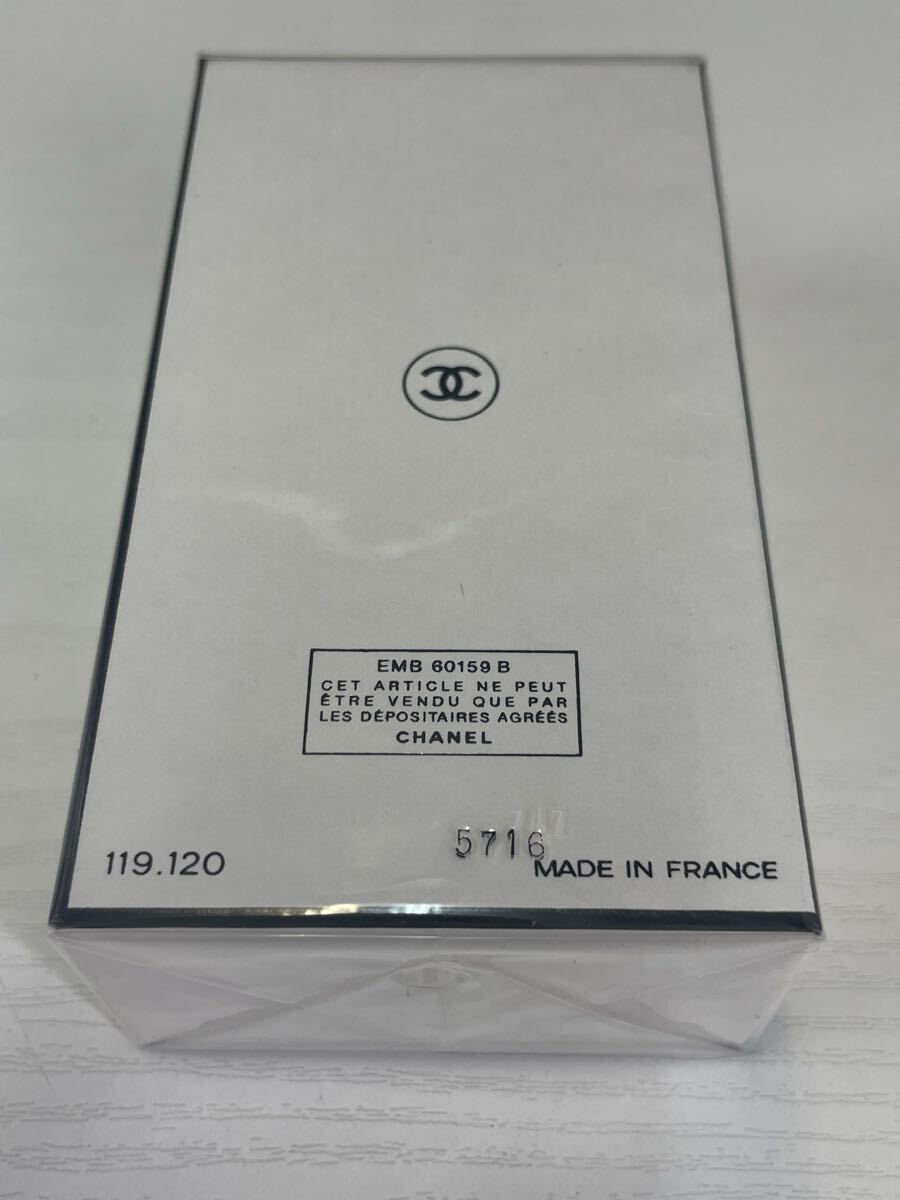 EMB 60159 B
CET ARTICLE NE PEUT
ÊTRE VENDU QUE PAR
LES DÉPOSITAIRES AGRÉÉS
CHANEL
5716
119.120
MADE IN FRANCE